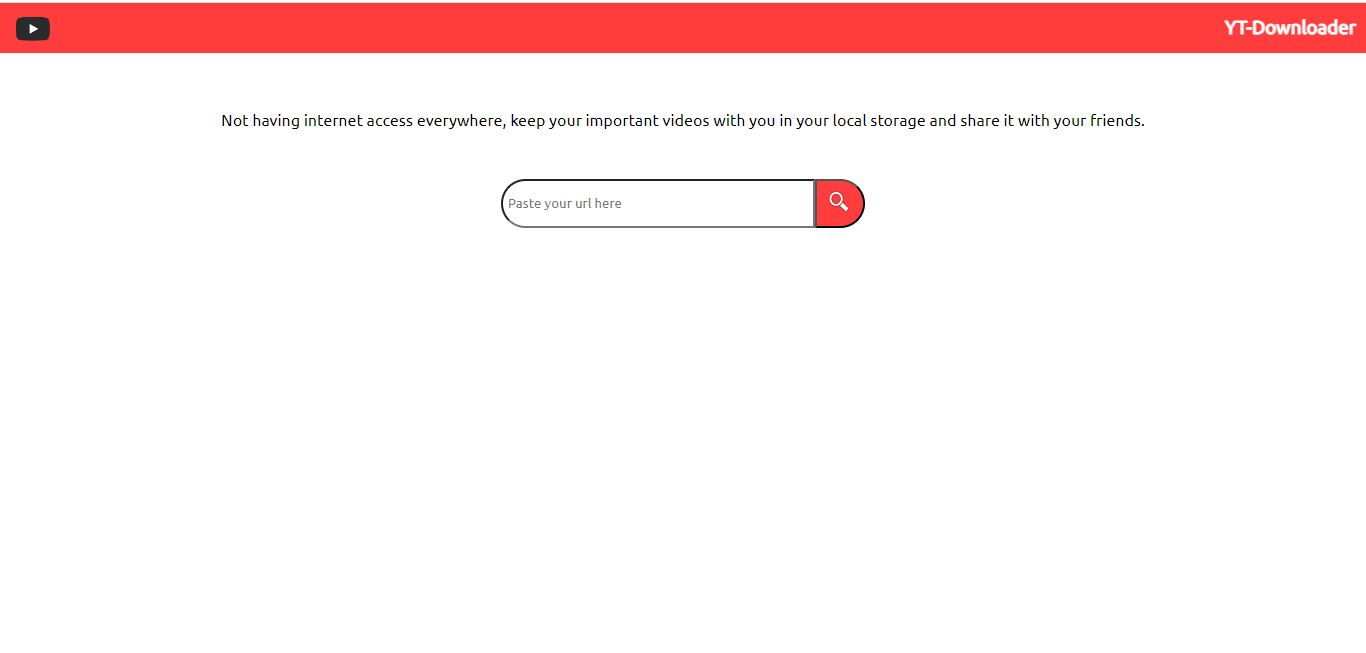 YT-Downloader
Not having internet access everywhere, keep your important videos with you in your local storage and share it with your friends.
Paste your url here